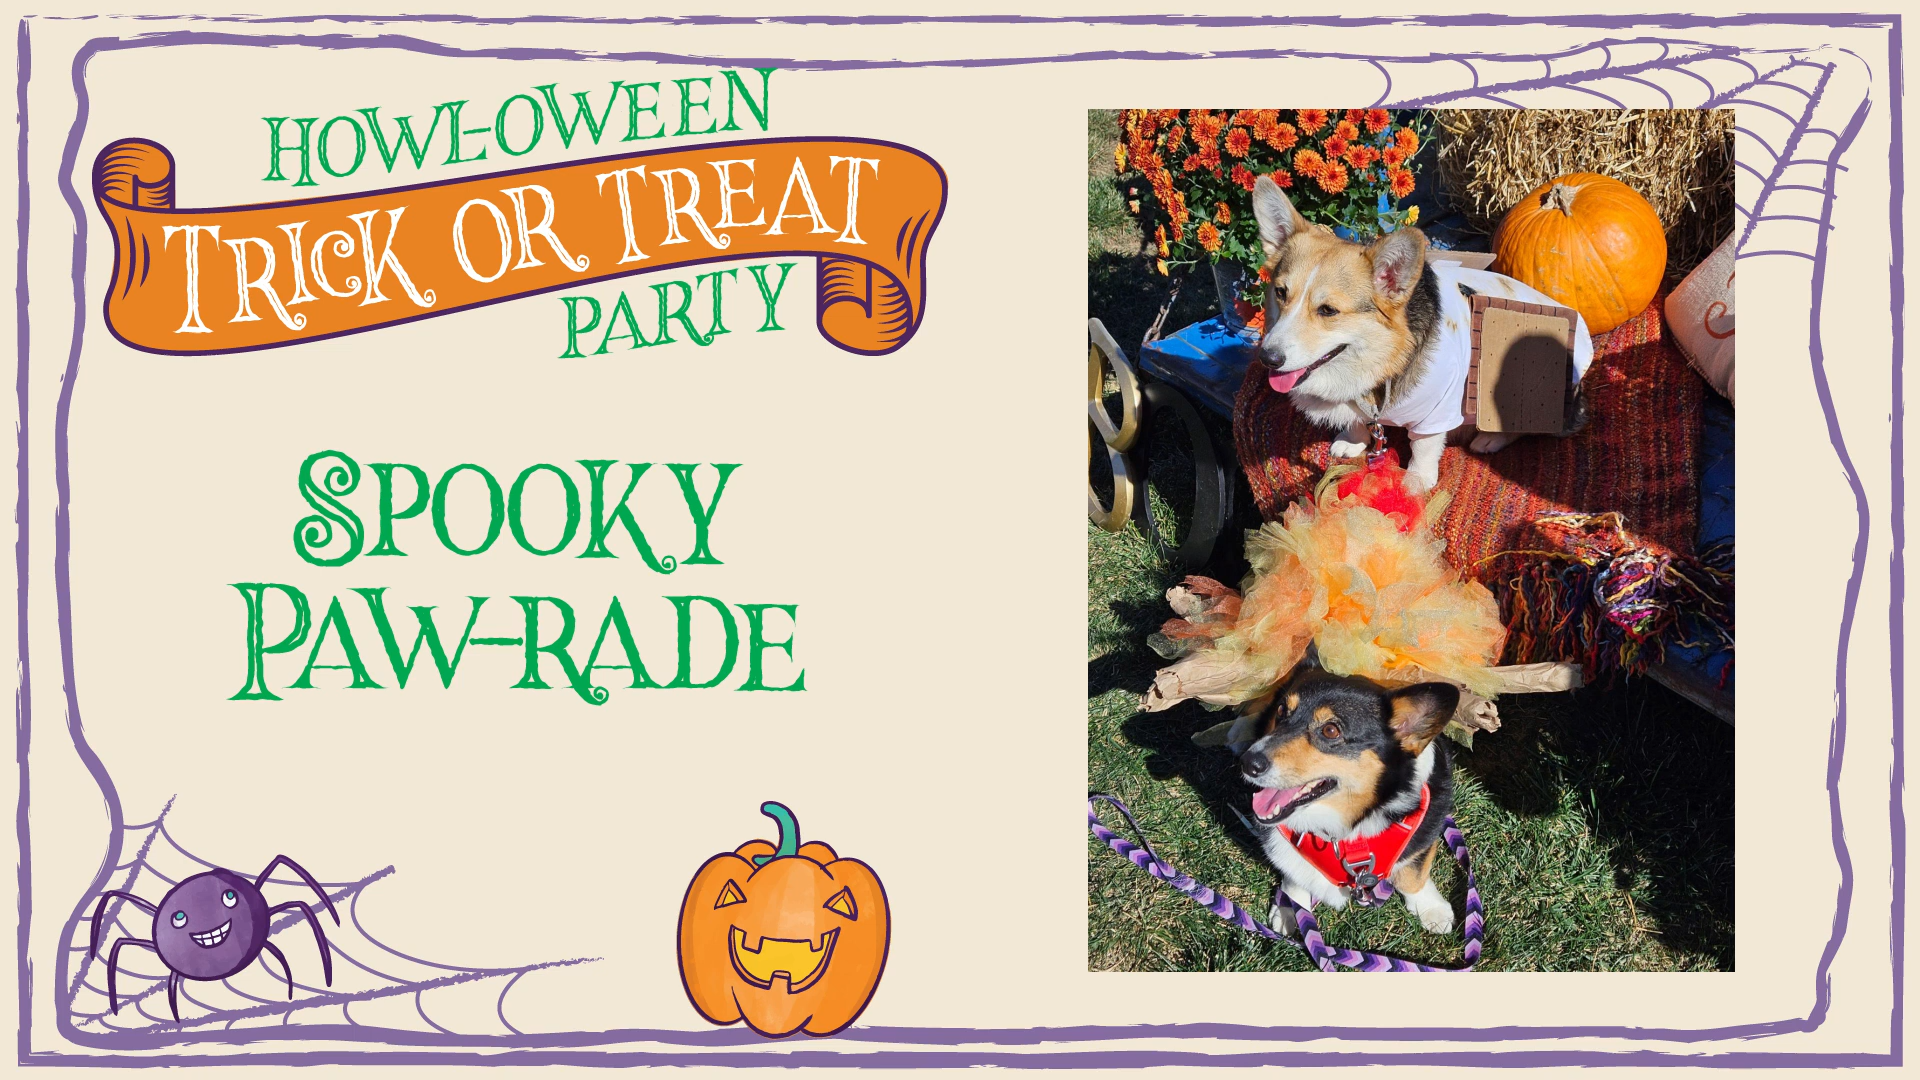 HOWL-OWEEN
TRICK OR TREAT
PARTY
SPOOKY
PAW-RADE